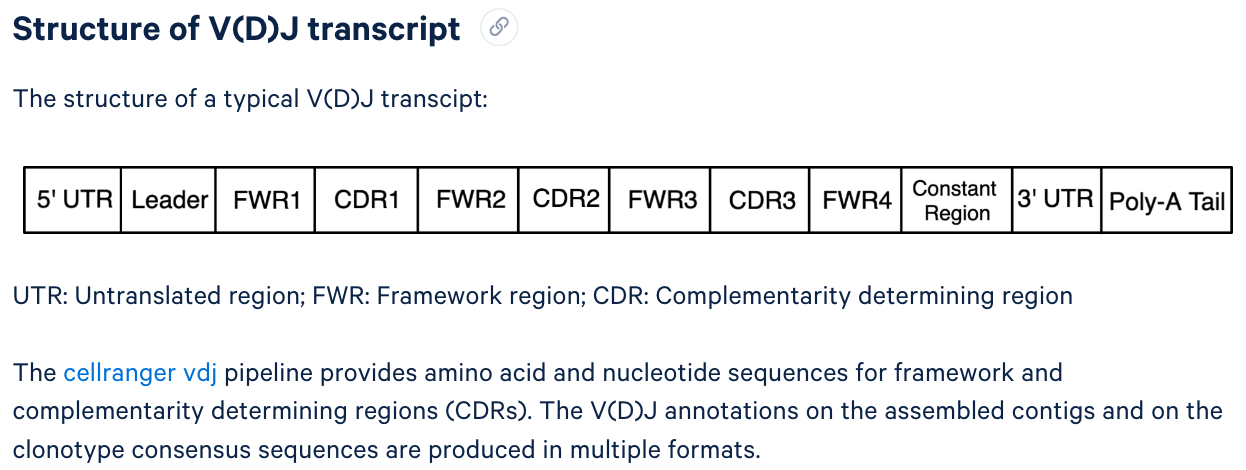 Structure of V(D)J transcript
The structure of a typical V(D)J transcipt:
5' UTR Leader FWR1 CDR1 FWR2 CDR2 FWR3 CDR3 FWR4 Constant Region 3' UTR Poly-A Tail
UTR: Untranslated region; FWR: Framework region; CDR: Complementarity determining region
The cellranger vdj pipeline provides amino acid and nucleotide sequences for framework and
complementarity determining regions (CDRs). The V(D)J annotations on the assembled contigs and on the
clonotype consensus sequences are produced in multiple formats.